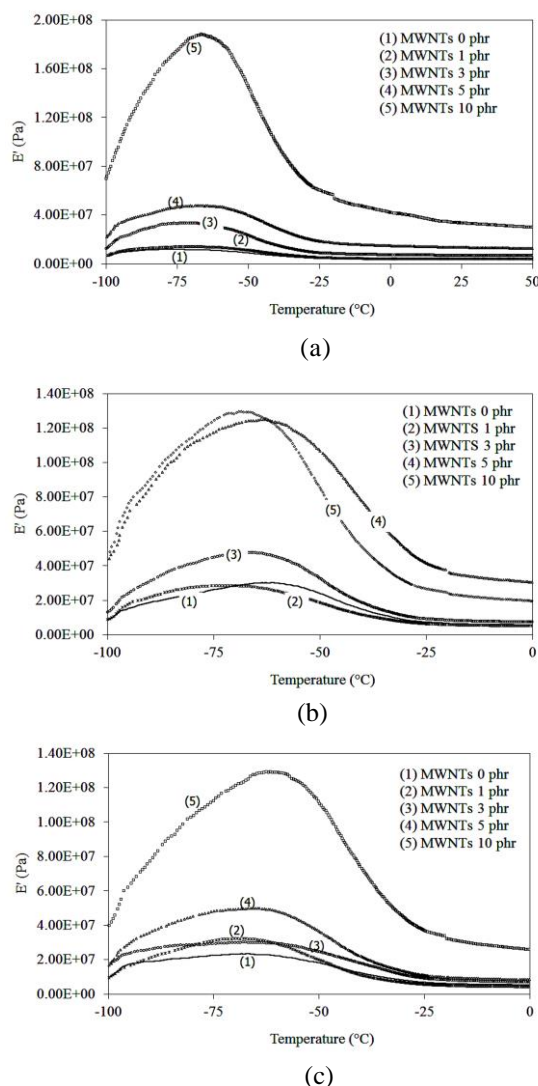 2.00E+08
1.60E+08
1.20E+08
8.00E+07
4.00E+07
0.00E+00
E' (Pa)
(1) MWNTs 0 phr
(2) MWNTs 1 phr
(3) MWNTs 3 phr
(4) MWNTs 5 phr
(5) MWNTs 10 phr
(5)
(4)
(3)
(2)
(1)
-100 -75 -50 -25 0 25 50
Temperature (°C)
(a)
1.40E+08
1.20E+08
1.00E+08
8.00E+07
6.00E+07
4.00E+07
2.00E+07
0.00E+00
E' (Pa)
(1) MWNTs 0 phr
(2) MWNTS 1 phr
(3) MWNTS 3 phr
(4) MWNTs 5 phr
(5) MWNTs 10 phr
(5)
(4)
(3)
(1)
(2)
-100 -75 -50 -25 0
Temperature (°C)
(b)
1.40E+08
1.20E+08
1.00E+08
8.00E+07
6.00E+07
4.00E+07
2.00E+07
0.00E+00
E' (Pa)
(1) MWNTs 0 phr
(2) MWNTs 1 phr
(3) MWNTs 3 phr
(4) MWNTs 5 phr
(5) MWNTs 10 phr
(5)
(4)
(2)
(3)
(1)
-100 -75 -50 -25 0
Temperature (°C)
(c)